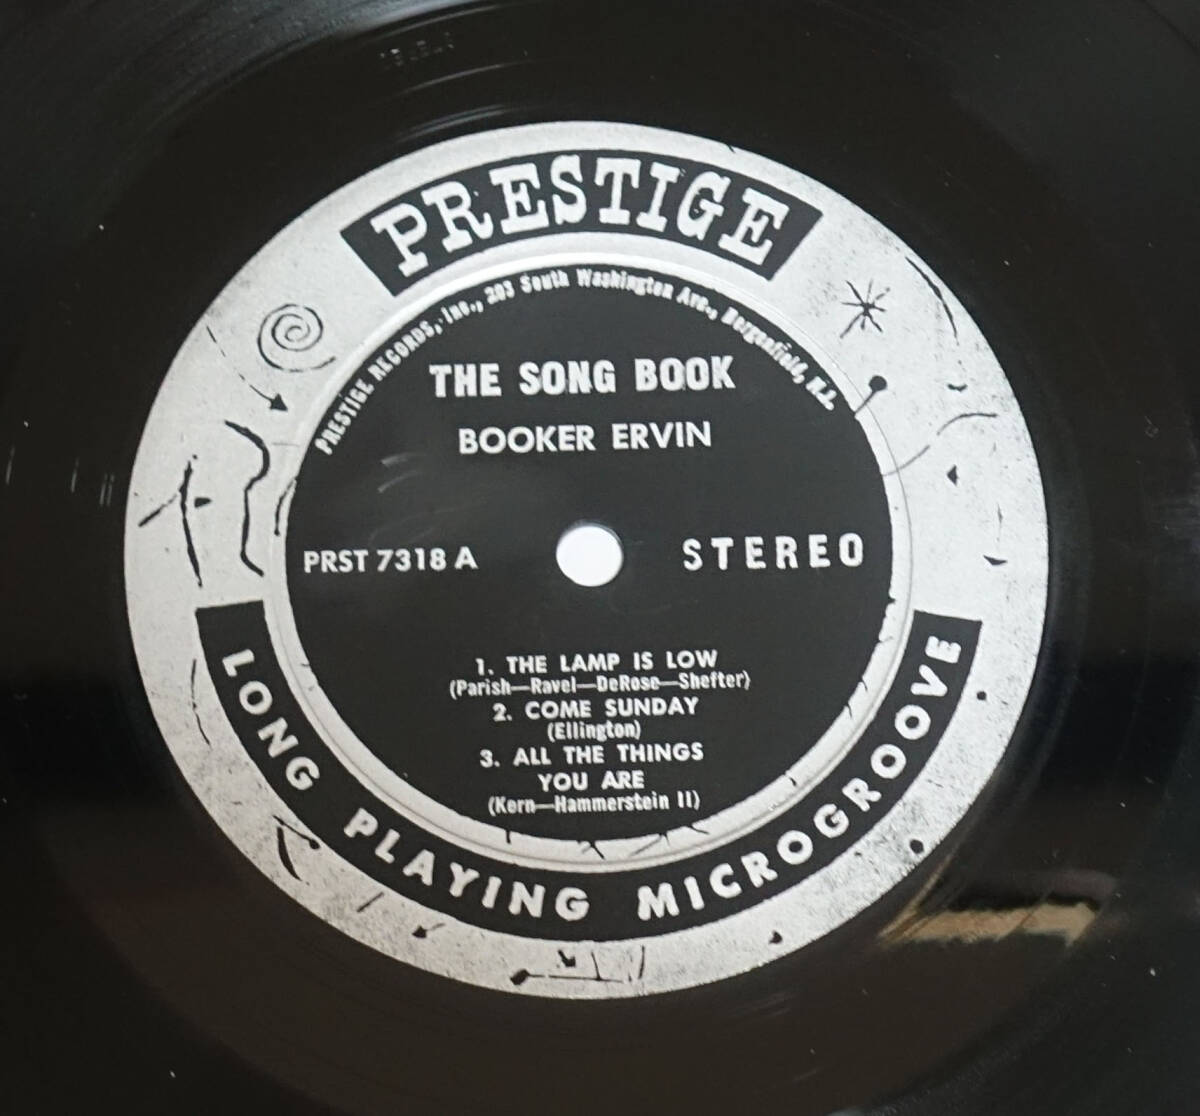 PRESTIGE
PRESTIGE RECORDS, Inc., 203 South Washington Ave., Bergenfield, N.J.
THE SONG BOOK
BOOKER ERVIN
PRST 7318 A
STEREO
1. THE LAMP IS LOW
(Parish—Ravel—DeRose—Shefter)
2. COME SUNDAY
(Ellington)
3. ALL THE THINGS
YOU ARE
(Kern—Hammerstein II)
LONG PLAYING MICROGROOVE